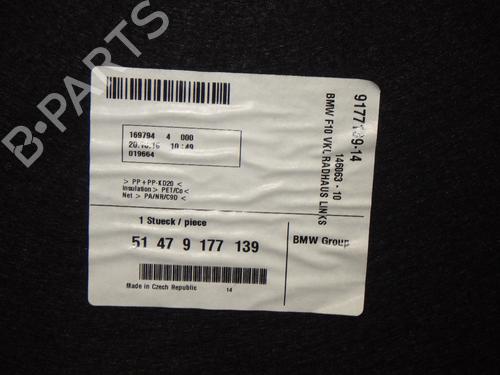 B-PARTS
169794 4 000
20.10.16 10:49
019664
> PP+PP-KD20 <
Insulation > PET/Co <
Net > PA/NR/C9D <
1 Stueck / piece
51 47 9 177 139
Made in Czech Republic 14
9177139-14
146063 - 10
BMW F10 VKL RADHAUS LINKS
BMW Group